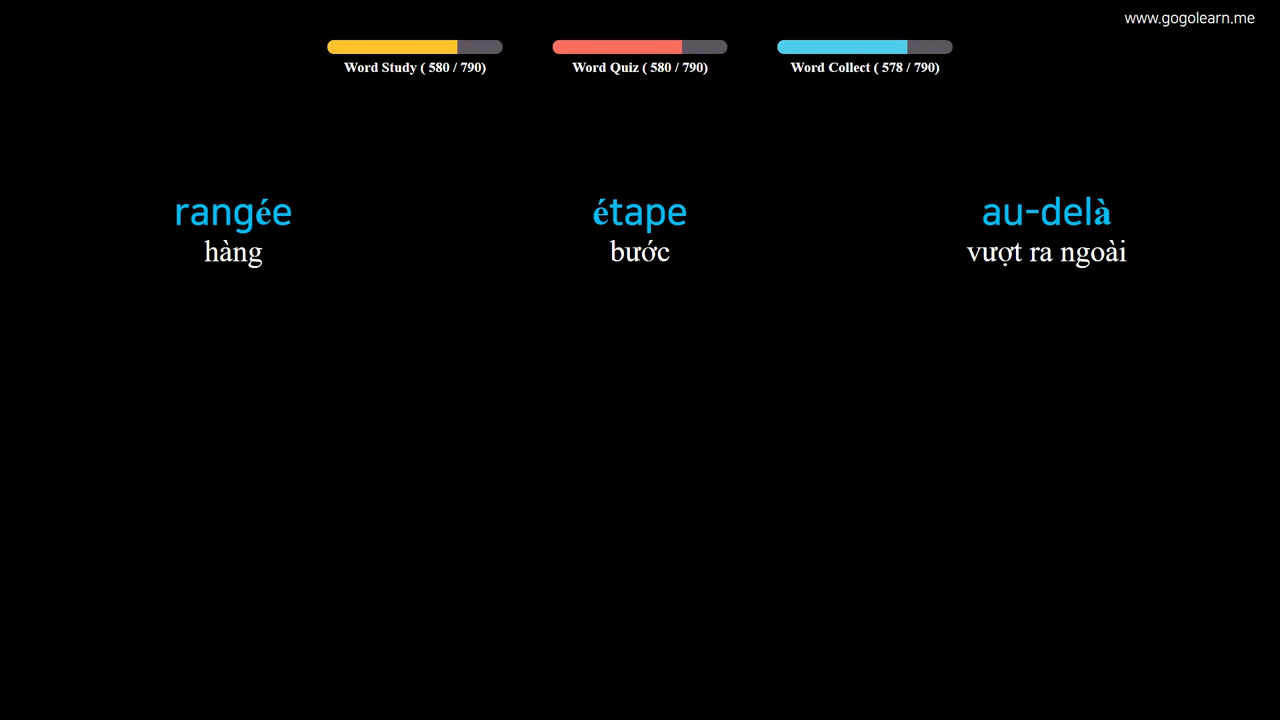 www.gogolearn.me
Word Study ( 580 / 790)
Word Quiz ( 580 / 790)
Word Collect ( 578 / 790)
rangée
hàng
étape
bước
au-delà
vượt ra ngoài